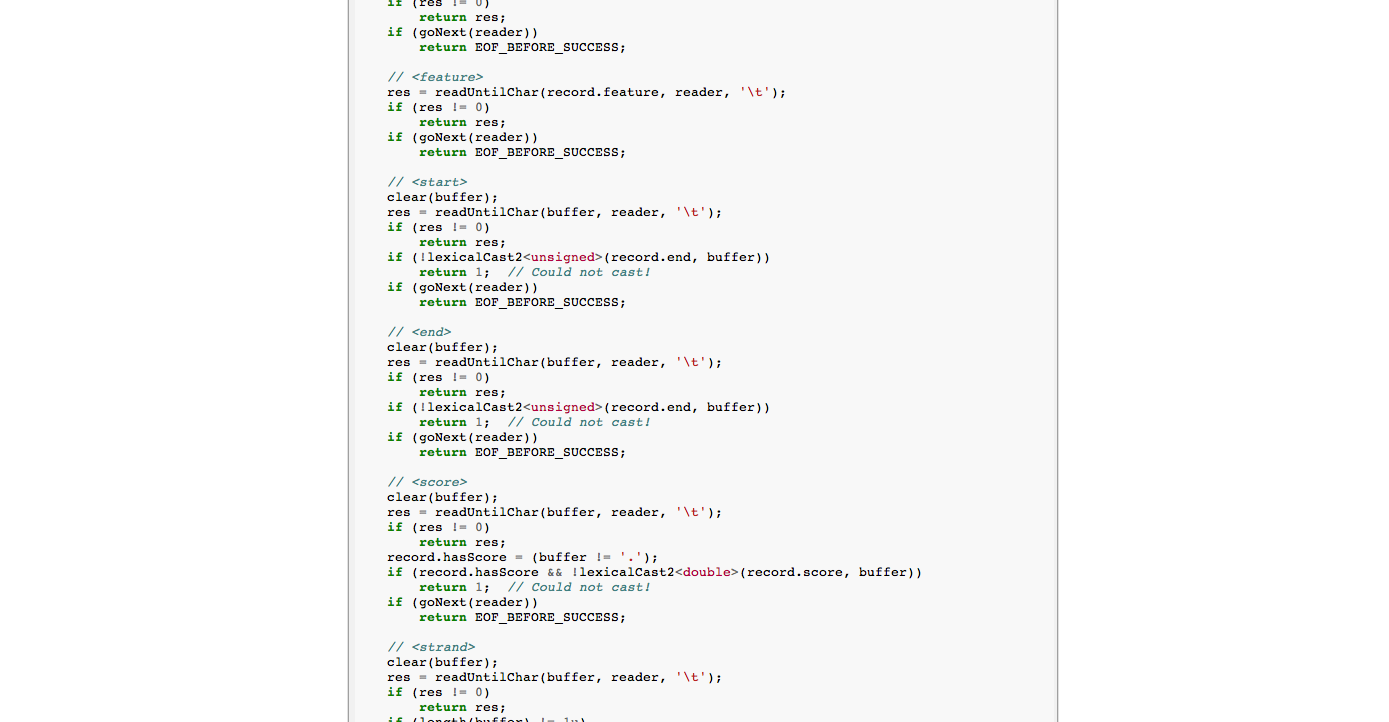 if (res != 0)
return res;
if (goNext(reader))
return EOF_BEFORE_SUCCESS;
// <feature>
res = readUntilChar(record.feature, reader, '\t');
if (res != 0)
return res;
if (goNext(reader))
return EOF_BEFORE_SUCCESS;
// <start>
clear(buffer);
res = readUntilChar(buffer, reader, '\t');
if (res != 0)
return res;
if (!lexicalCast2<unsigned>(record.end, buffer))
return 1;  // Could not cast!
if (goNext(reader))
return EOF_BEFORE_SUCCESS;
// <end>
clear(buffer);
res = readUntilChar(buffer, reader, '\t');
if (res != 0)
return res;
if (!lexicalCast2<unsigned>(record.end, buffer))
return 1;  // Could not cast!
if (goNext(reader))
return EOF_BEFORE_SUCCESS;
// <score>
clear(buffer);
res = readUntilChar(buffer, reader, '\t');
if (res != 0)
return res;
record.hasScore = (buffer != '.');
if (record.hasScore && !lexicalCast2<double>(record.score, buffer))
return 1;  // Could not cast!
if (goNext(reader))
return EOF_BEFORE_SUCCESS;
// <strand>
clear(buffer);
res = readUntilChar(buffer, reader, '\t');
if (res != 0)
return res;
if (length(buffer) != 1u)